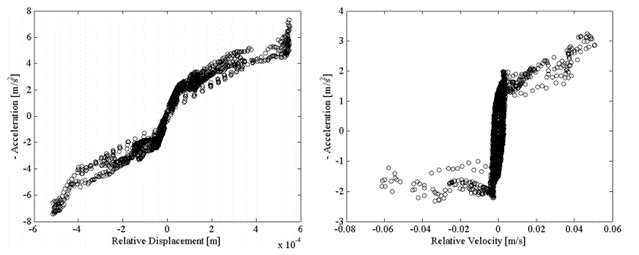 8
6
4
2
0
-2
-4
-6
-8
- Acceleration [m/s²]
-6 -4 -2 0 2 4 6
Relative Displacement [m]
x 10⁻⁴
4
3
2
1
0
-1
-2
-3
- Acceleration [m/s²]
-0.08 -0.06 -0.04 -0.02 0 0.02 0.04 0.06
Relative Velocity [m/s]